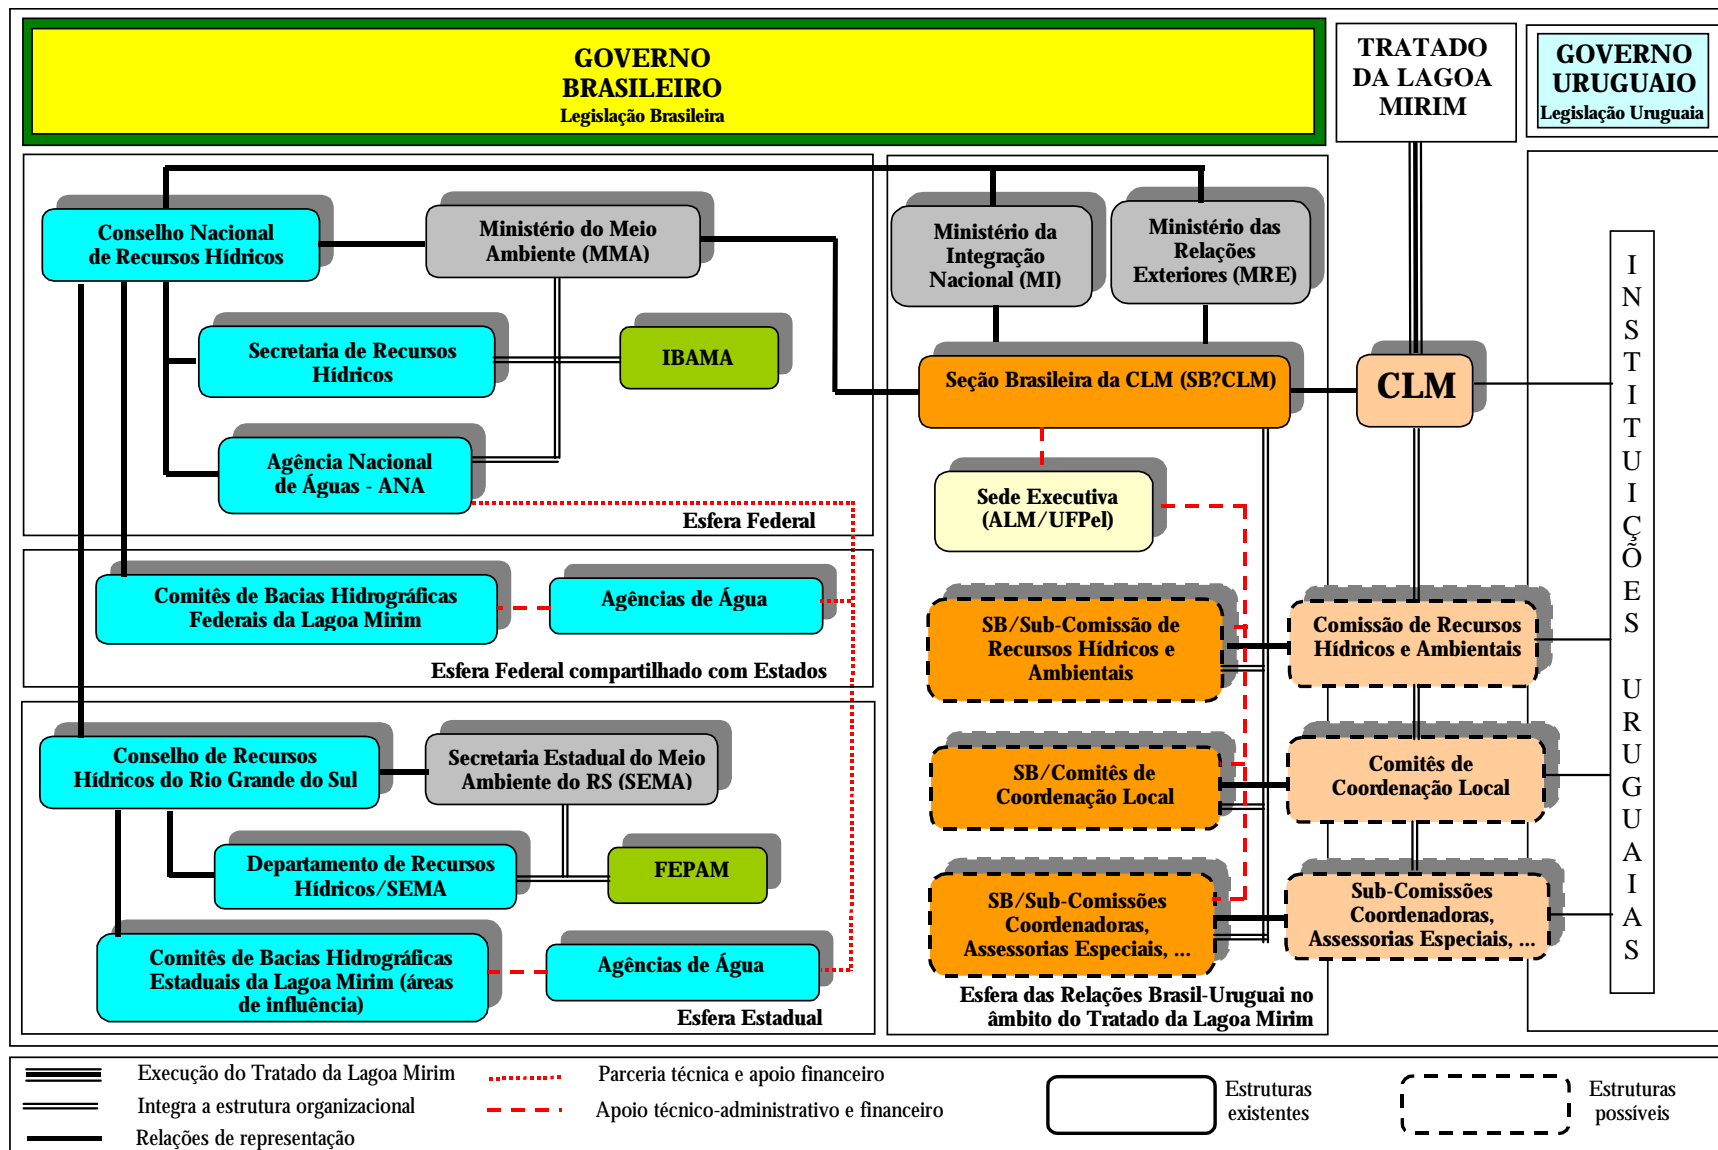 GOVERNO
BRASILEIRO
Legislação Brasileira
TRATADO
DA LAGOA
MIRIM
GOVERNO
URUGUAIO
Legislação Uruguaia
Conselho Nacional
de Recursos Hídricos
Ministério do Meio
Ambiente (MMA)
Secretaria de Recursos
Hídricos
IBAMA
Agência Nacional
de Águas - ANA
Esfera Federal
Comitês de Bacias Hidrográficas
Federais da Lagoa Mirim
Agências de Água
Esfera Federal compartilhado com Estados
Conselho de Recursos
Hídricos do Rio Grande do Sul
Secretaria Estadual do Meio
Ambiente do RS (SEMA)
Departamento de Recursos
Hídricos/SEMA
FEPAM
Comitês de Bacias Hidrográficas
Estaduais da Lagoa Mirim (áreas
de influência)
Agências de Água
Esfera Estadual
Ministério da
Integração
Nacional (MI)
Ministério das
Relações
Exteriores (MRE)
Seção Brasileira da CLM (SB?CLM)
Sede Executiva
(ALM/UFPel)
SB/Sub-Comissão de
Recursos Hídricos e
Ambientais
SB/Comitês de
Coordenação Local
SB/Sub-Comissões
Coordenadoras,
Assessorias Especiais, ...
Esfera das Relações Brasil-Uruguai no
âmbito do Tratado da Lagoa Mirim
CLM
Comissão de Recursos
Hídricos e Ambientais
Comitês de
Coordenação Local
Sub-Comissões
Coordenadoras,
Assessorias Especiais, ...
INSTITUIÇÕES URUGUAIAS
Execução do Tratado da Lagoa Mirim
Integra a estrutura organizacional
Relações de representação
Parceria técnica e apoio financeiro
Apoio técnico-administrativo e financeiro
Estruturas
existentes
Estruturas
possíveis